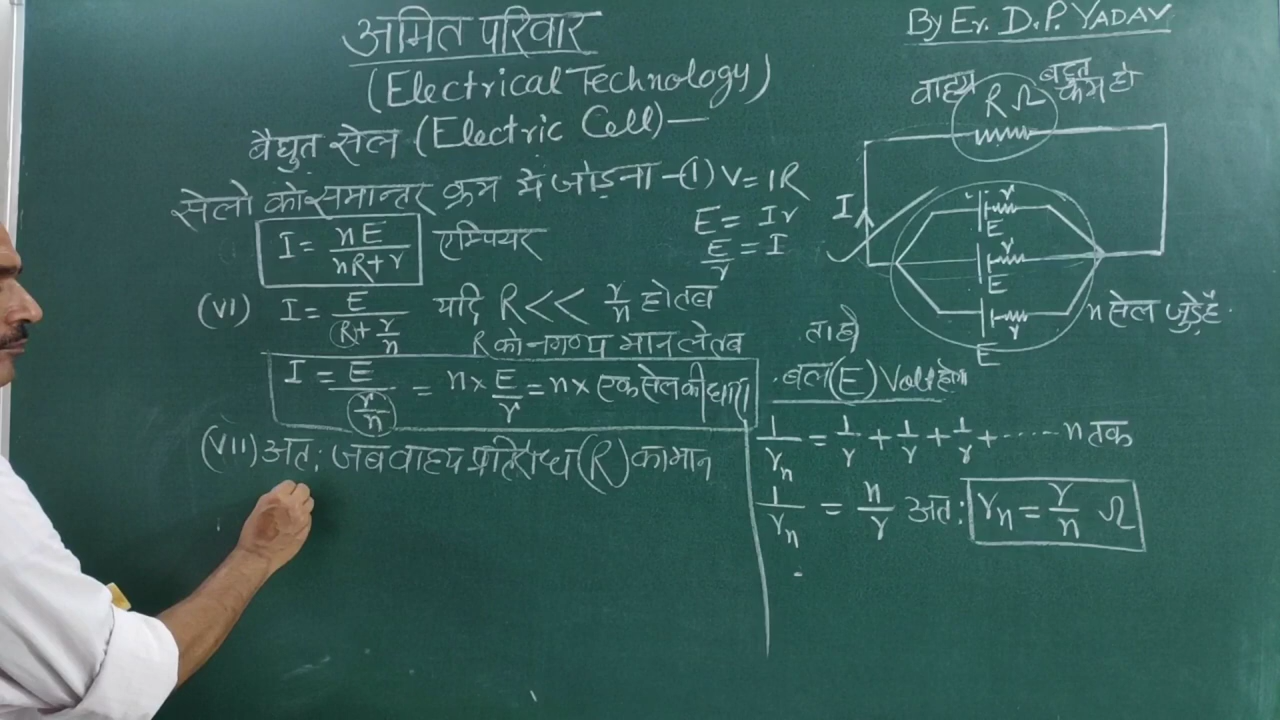 अमित परिवार
By Er. D.P. YADAV
(Electrical Technology)
वैद्युत सेल (Electric Cell)—
सेलो को समान्तर क्रम मे जोड़ना -(1) V = IR
I = nE/(nR+r) एम्पियर
E = Ir
E/r = I
(VI) I = E/(R+r/n) यदि R << r/n हो तब
R को नगण्य मान ले तब
I = E/(r/n) = n × E/r = n × एक सेल की धारा
(VII) अत: जब वाह्य प्रतिरोध (R) का मान
वाह्य R Ω बहुत कम हो
I
r
E
r
E
r
E
n सेल जुड़े हैं.
बल (E) Volt होगा
1/rn = 1/r + 1/r + 1/r + ...... n तक
1/rn = n/r अत: rn = r/n Ω